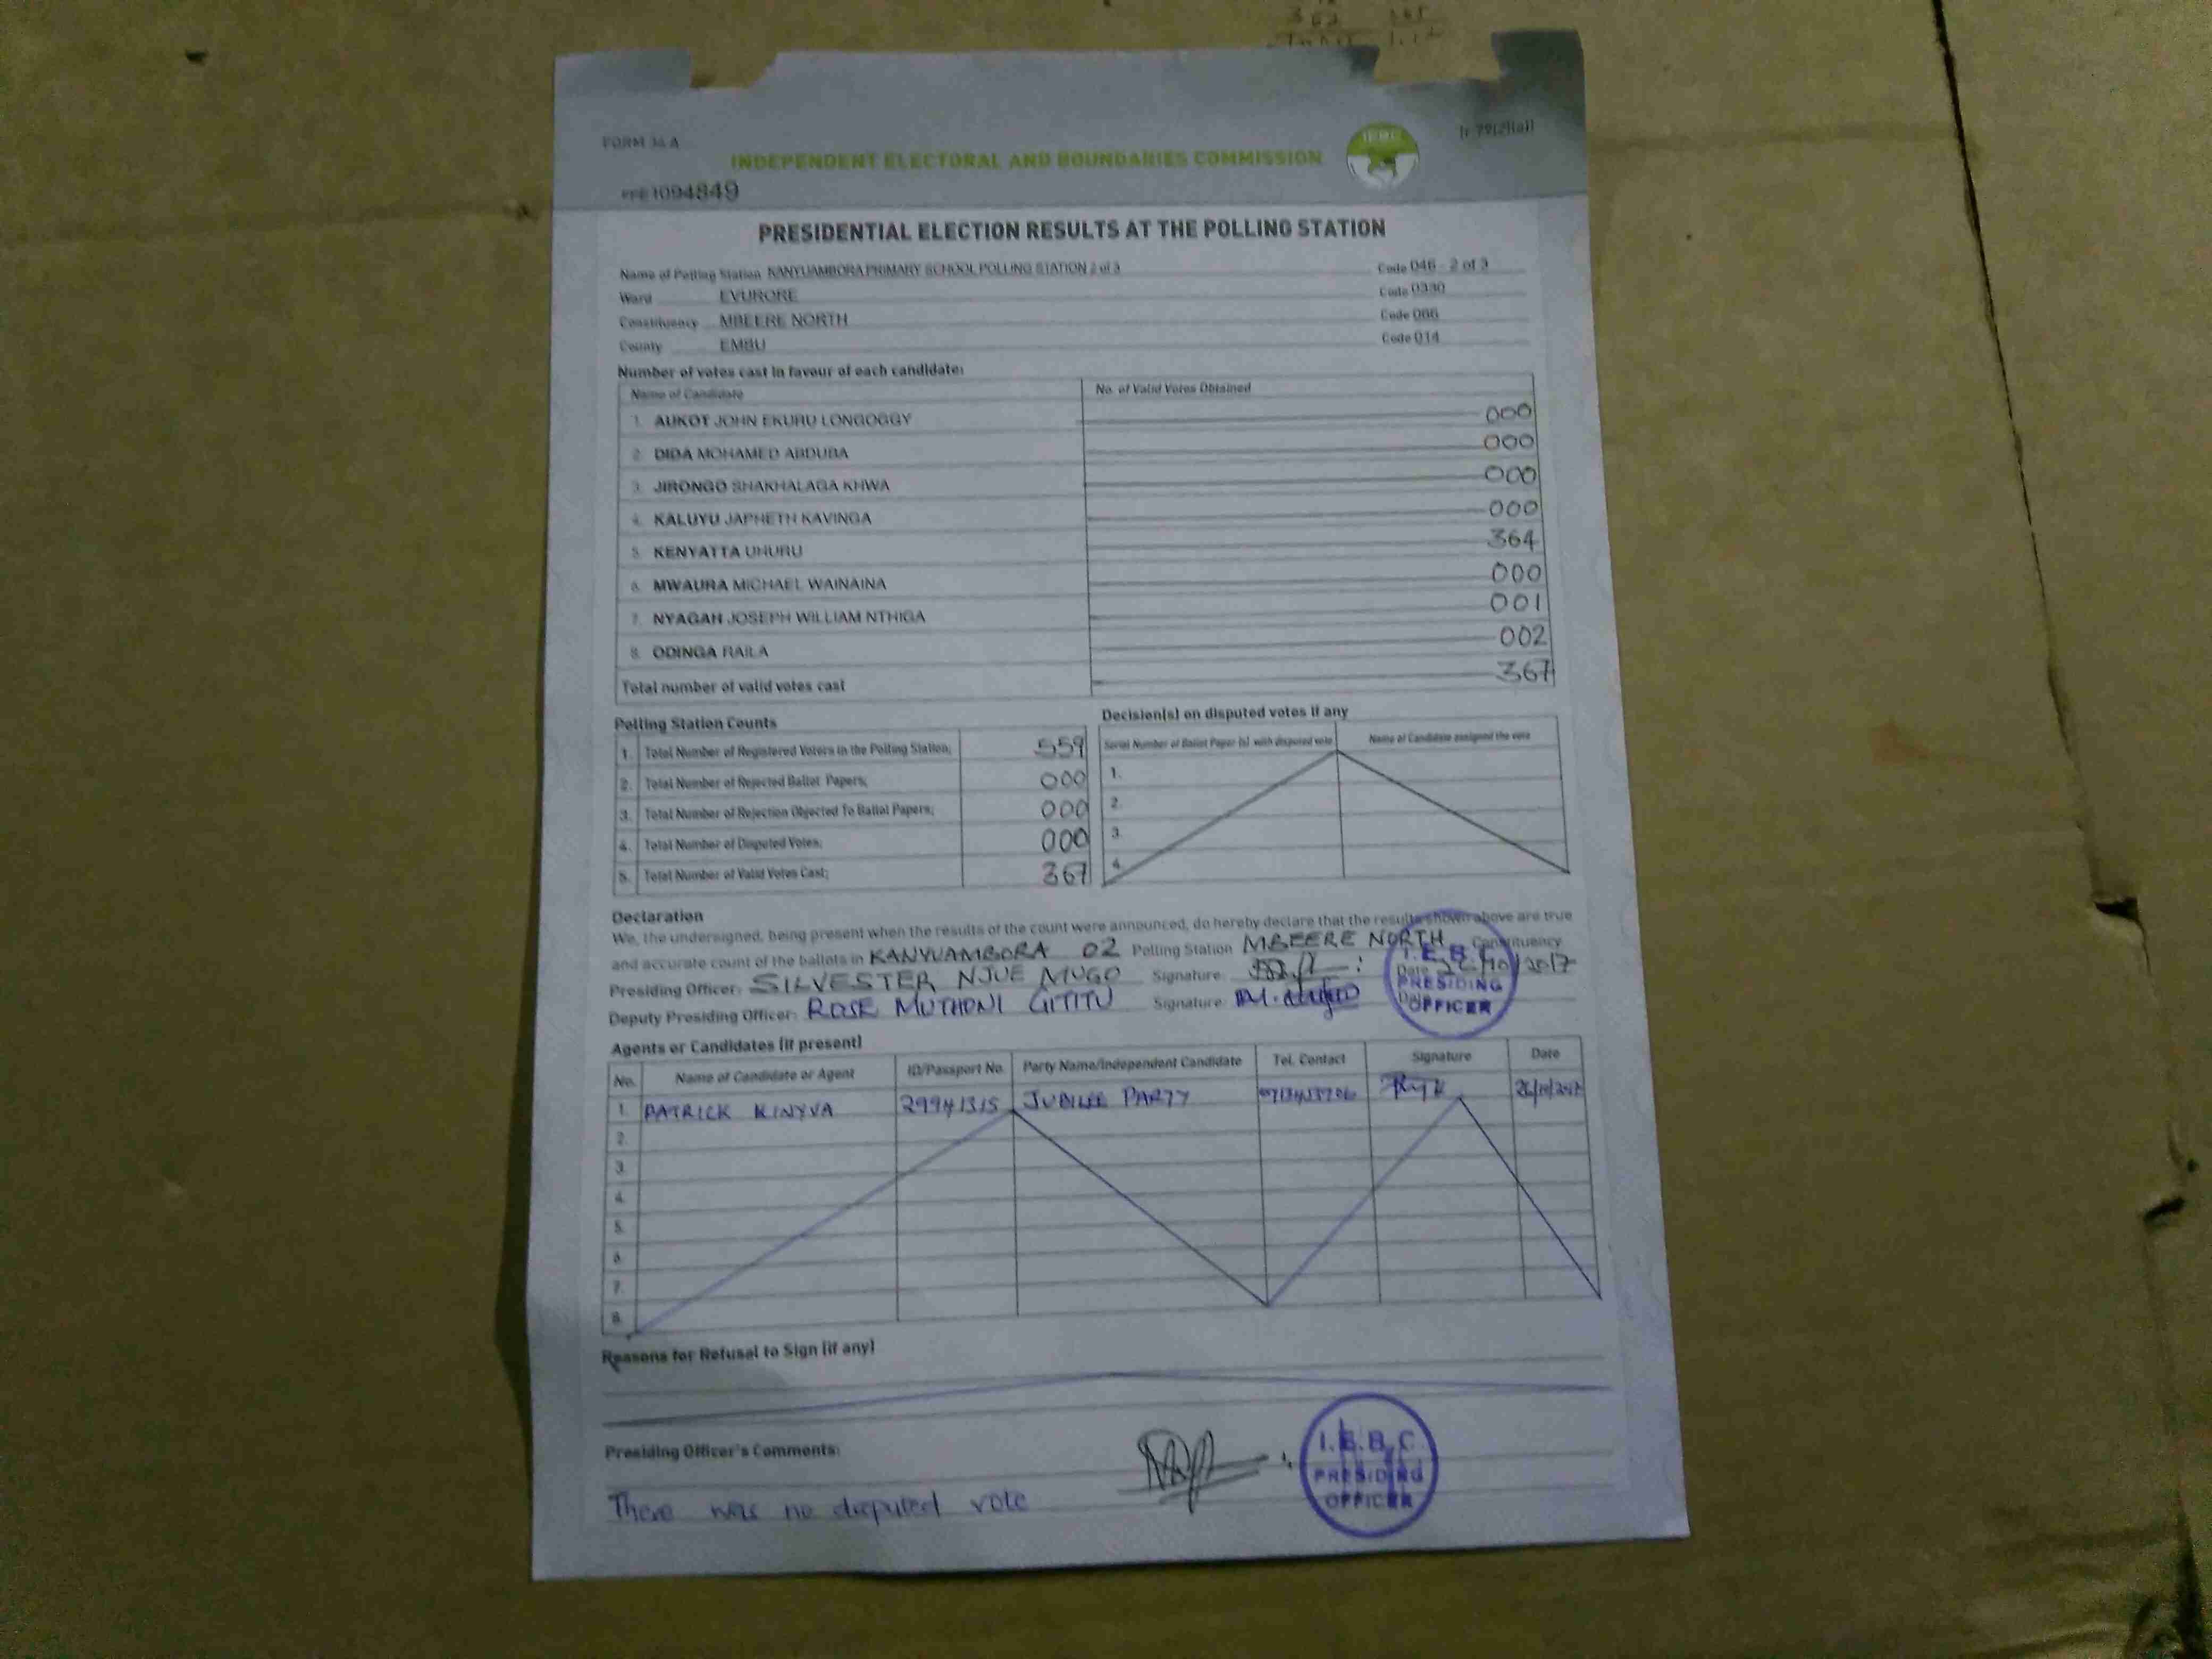 FORM 34 A
INDEPENDENT ELECTORAL AND BOUNDARIES COMMISSION
1094849
PRESIDENTIAL ELECTION RESULTS AT THE POLLING STATION
Name of Polling Station KANYUAMBORA PRIMARY SCHOOL POLLING STATION 2 of 3 Code 046 - 2 of 3
Ward EVURORE Code 0330
Constituency MBEERE NORTH Code 066
County EMBU Code 014
Number of votes cast in favour of each candidate:
Name of Candidate No. of Valid Votes Obtained
1. AUKOT JOHN EKURU LONGOGGY 000
2. DIDA MOHAMED ABDUBA 000
3. JIRONGO SHAKHALAGA KHWA 000
4. KALUYU JAPHETH KAVINGA 000
5. KENYATTA UHURU 364
6. MWAURA MICHAEL WAINAINA 000
7. NYAGAH JOSEPH WILLIAM NTHIGA 001
8. ODINGA RAILA 002
Total number of valid votes cast 367
Polling Station Counts
1. Total Number of Registered Voters in the Polling Station; 559
2. Total Number of Rejected Ballot Papers; 000
3. Total Number of Rejection Objected To Ballot Papers; 000
4. Total Number of Disputed Votes; 000
5. Total Number of Valid Votes Cast; 367
Decision(s) on disputed votes if any
Serial Number of Ballot Paper (s) with disputed vote Name of Candidate assigned the vote
1.
2.
3.
4.
Declaration
We, the undersigned, being present when the results of the count were announced, do hereby declare that the results shown above are true
and accurate count of the ballots in KANYUAMBORA 02 Polling Station MBEERE NORTH Constituency
Presiding Officer: SILVESTER NJUE MUGO Signature: Date /10/2017
Deputy Presiding Officer: ROSE MUTHONI GITITU Signature:
I.E.B.
PRESIDING
OFFICER
Agents or Candidates (if present)
No. Name of Candidate or Agent ID/Passport No. Party Name/Independent Candidate Tel. Contact Signature Date
1. PATRICK KINYVA 29941315 JUBILEE PARTY 26/10/2017
2.
3.
4.
5.
6.
7.
8.
Reasons for Refusal to Sign (if any)
Presiding Officer's Comments:
There was no disputed vote
I.E.B.C
PRESIDING
OFFICER